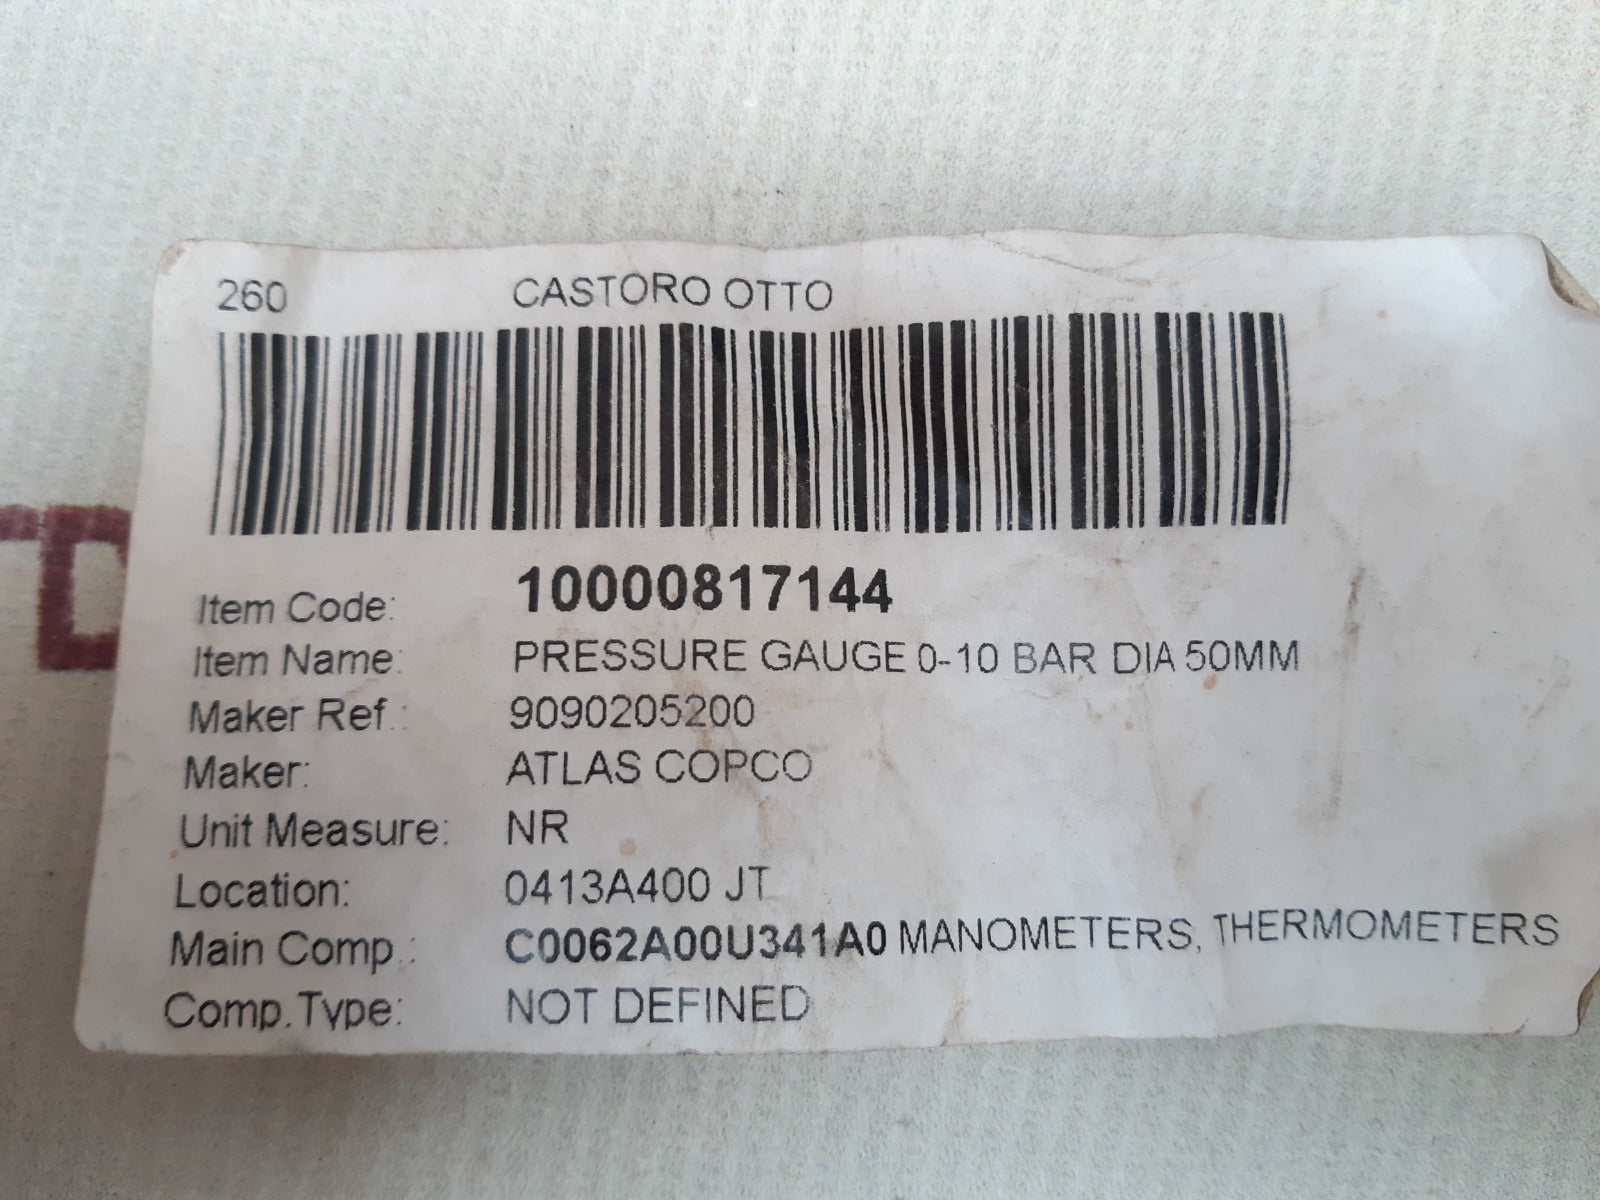 260 CASTORO OTTO
Item Code: 10000817144
Item Name: PRESSURE GAUGE 0-10 BAR DIA 50MM
Maker Ref.: 9090205200
Maker: ATLAS COPCO
Unit Measure: NR
Location: 0413A400 JT
Main Comp.: C0062A00U341A0 MANOMETERS, THERMOMETERS
Comp.Type: NOT DEFINED